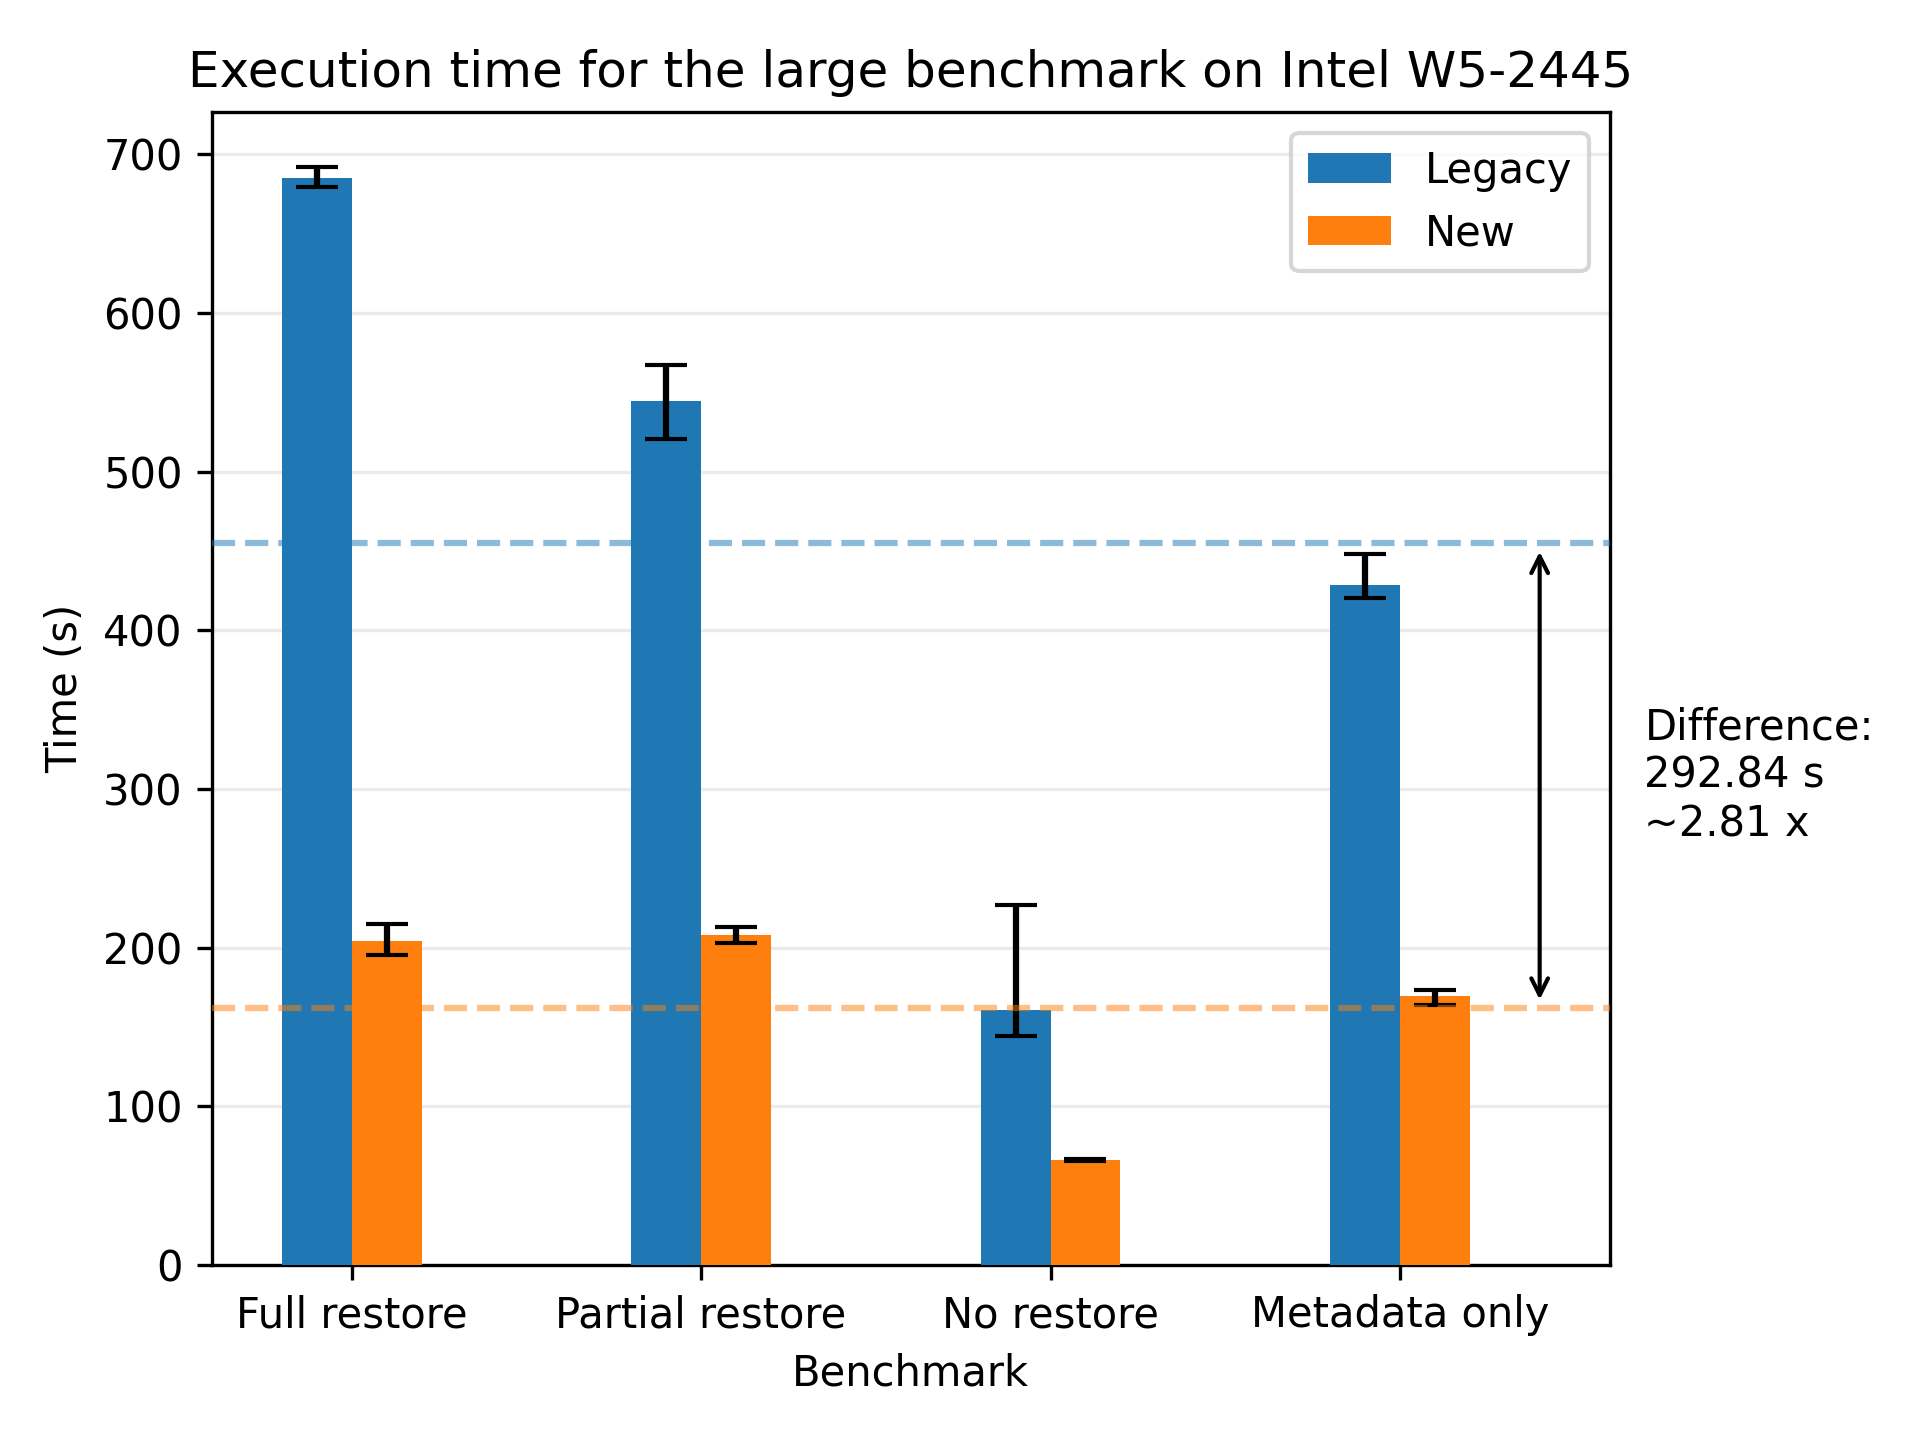 Execution time for the large benchmark on Intel W5-2445
Legacy
New
700
600
500
400
300
200
100
0
Time (s)
Difference:
292.84 s
~2.81 x
Full restore
Partial restore
No restore
Metadata only
Benchmark